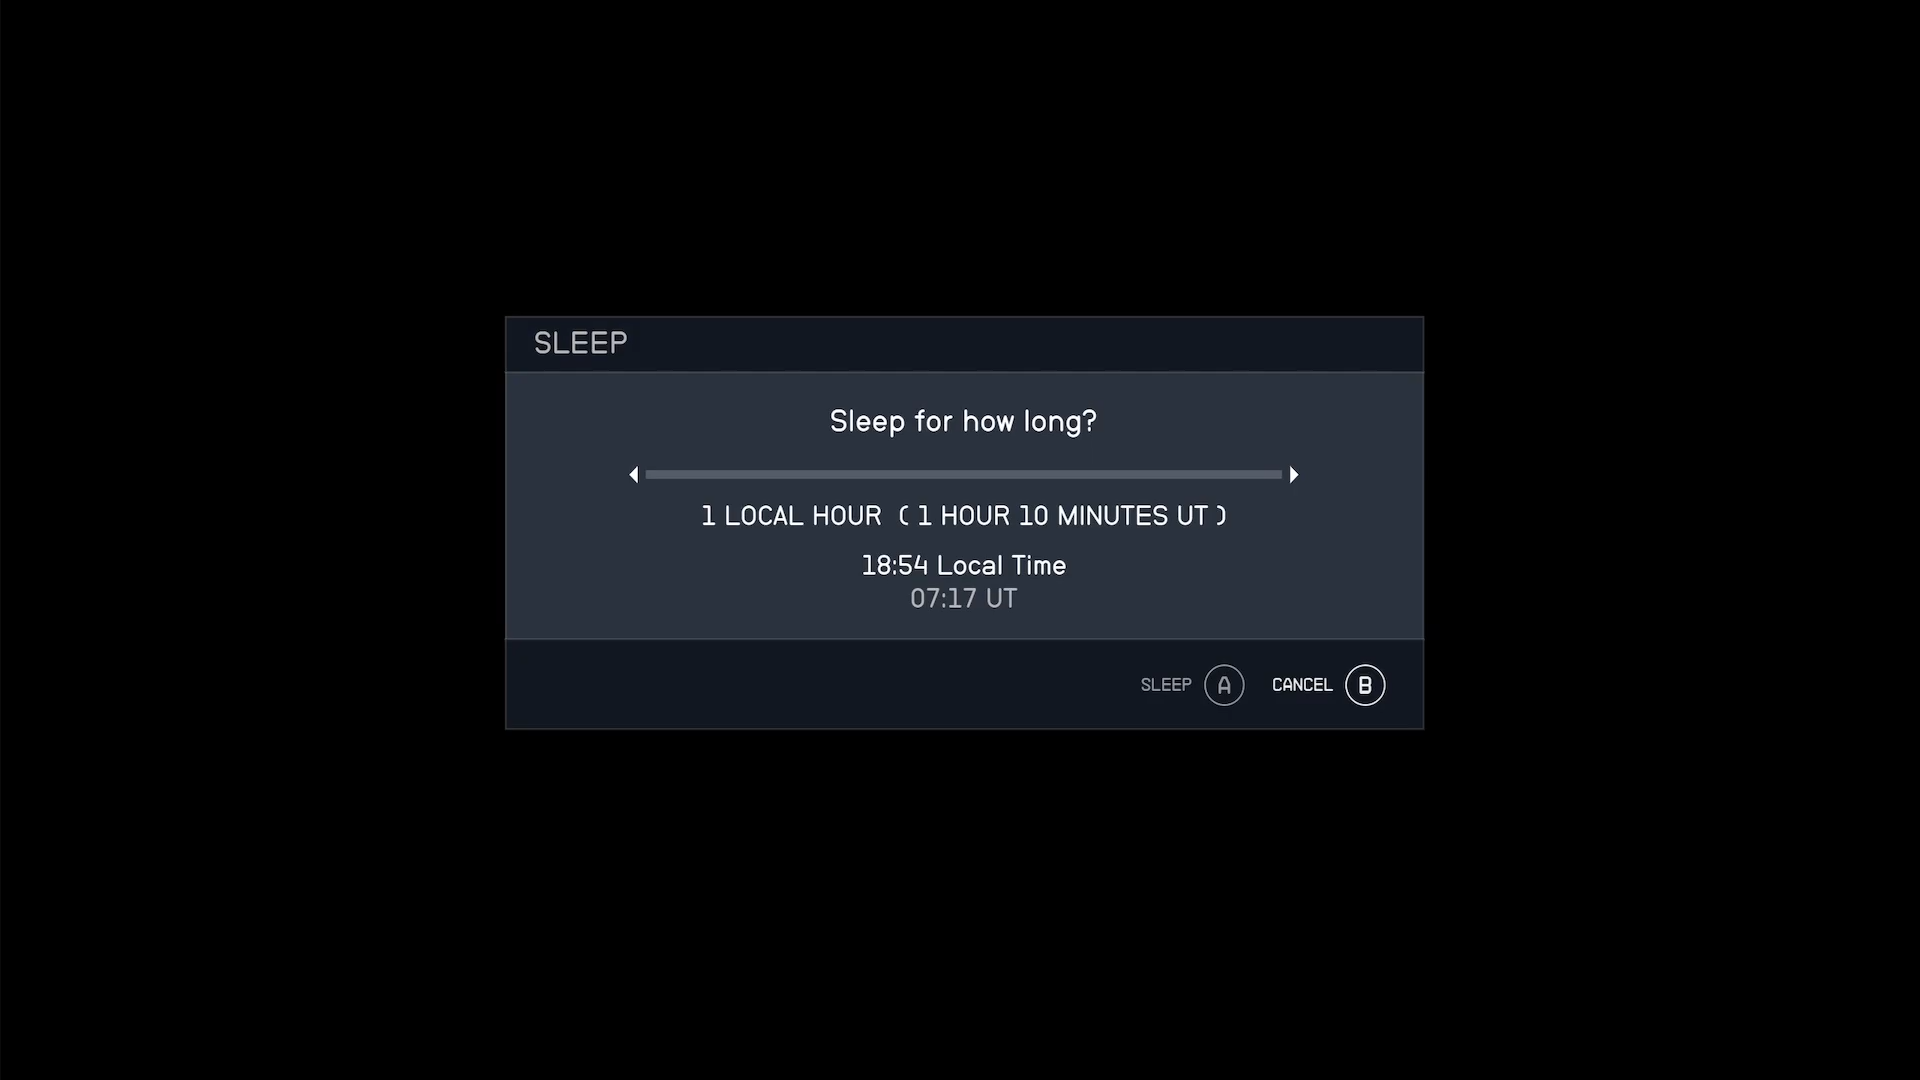 SLEEP
Sleep for how long?
1 LOCAL HOUR ( 1 HOUR 10 MINUTES UT )
18:54 Local Time
07:17 UT
SLEEP A CANCEL B